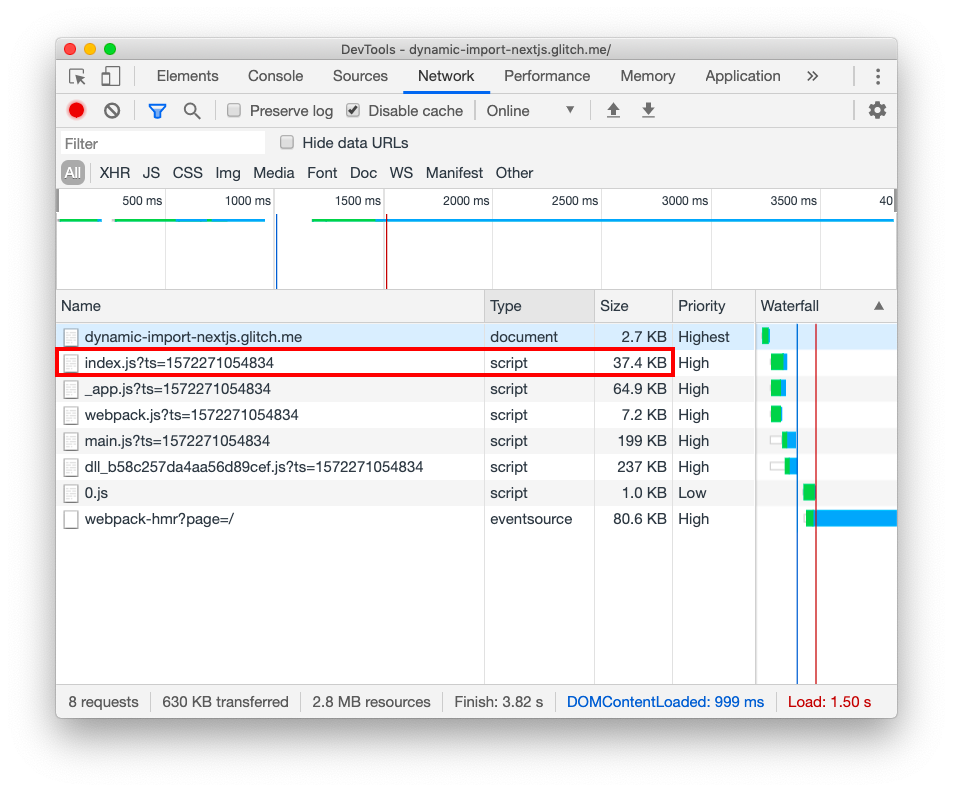 DevTools - dynamic-import-nextjs.glitch.me/
Elements Console Sources Network Performance Memory Application »
Preserve log Disable cache Online ▼
Filter Hide data URLs
All XHR JS CSS Img Media Font Doc WS Manifest Other
500 ms 1000 ms 1500 ms 2000 ms 2500 ms 3000 ms 3500 ms 40
Name Type Size Priority Waterfall ▲
dynamic-import-nextjs.glitch.me document 2.7 KB Highest
index.js?ts=1572271054834 script 37.4 KB High
_app.js?ts=1572271054834 script 64.9 KB High
webpack.js?ts=1572271054834 script 7.2 KB High
main.js?ts=1572271054834 script 199 KB High
dll_b58c257da4aa56d89cef.js?ts=1572271054834 script 237 KB High
0.js script 1.0 KB Low
webpack-hmr?page=/ eventsource 80.6 KB High
8 requests 630 KB transferred 2.8 MB resources Finish: 3.82 s DOMContentLoaded: 999 ms Load: 1.50 s